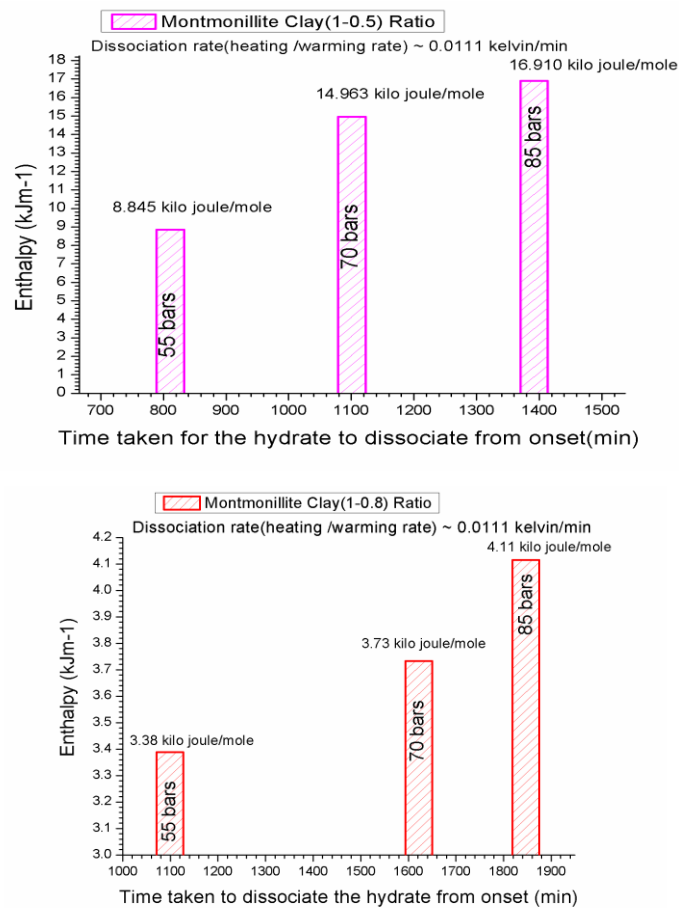 Montmonillite Clay(1-0.5) Ratio
Dissociation rate(heating /warming rate) ~ 0.0111 kelvin/min
18
17
16
15
14
13
12
11
10
9
8
7
6
5
4
3
2
1
0
Enthalpy (kJm-1)
8.845 kilo joule/mole
14.963 kilo joule/mole
16.910 kilo joule/mole
55 bars
70 bars
85 bars
700 800 900 1000 1100 1200 1300 1400 1500
Time taken for the hydrate to dissociate from onset(min)
Montmonillite Clay(1-0.8) Ratio
Dissociation rate(heating /warming rate) ~ 0.0111 kelvin/min
4.2
4.1
4.0
3.9
3.8
3.7
3.6
3.5
3.4
3.3
3.2
3.1
3.0
Enthalpy (kJm-1)
3.38 kilo joule/mole
3.73 kilo joule/mole
4.11 kilo joule/mole
55 bars
70 bars
85 bars
1000 1100 1200 1300 1400 1500 1600 1700 1800 1900
Time taken to dissociate the hydrate from onset (min)